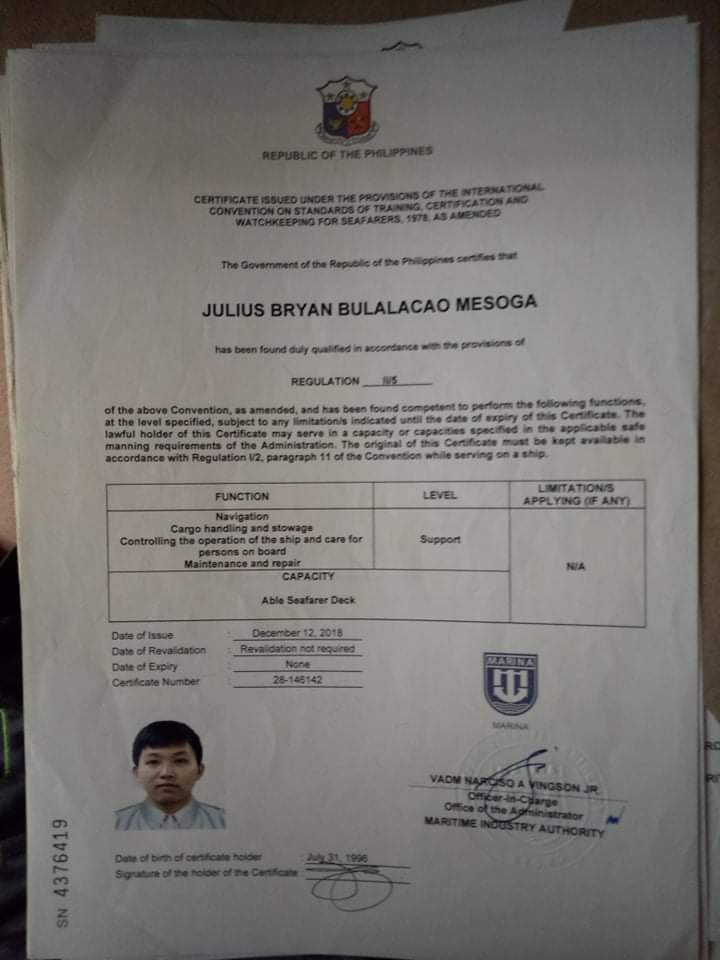 REPUBLIC OF THE PHILIPPINES
CERTIFICATE ISSUED UNDER THE PROVISIONS OF THE INTERNATIONAL
CONVENTION ON STANDARDS OF TRAINING, CERTIFICATION AND
WATCHKEEPING FOR SEAFARERS, 1978, AS AMENDED
The Government of the Republic of the Philippines certifies that
JULIUS BRYAN BULALACAO MESOGA
has been found duly qualified in accordance with the provisions of
REGULATION II/5
of the above Convention, as amended, and has been found competent to perform the following functions,
at the level specified, subject to any limitation/s indicated until the date of expiry of this Certificate. The
lawful holder of this Certificate may serve in a capacity or capacities specified in the applicable safe
manning requirements of the Administration. The original of this Certificate must be kept available in
accordance with Regulation I/2, paragraph 11 of the Convention while serving on a ship.
FUNCTION LEVEL LIMITATION/S
APPLYING (IF ANY)
Navigation
Cargo handling and stowage
Controlling the operation of the ship and care for
persons on board
Maintenance and repair
Support
N/A
CAPACITY
Able Seafarer Deck
Date of Issue : December 12, 2018
Date of Revalidation : Revalidation not required
Date of Expiry : None
Certificate Number : 28-146142
MARINA
MARINA
VADM NARCISO A VINGSON JR.
Officer-In-Charge
Office of the Administrator
MARITIME INDUSTRY AUTHORITY
Date of birth of certificate holder : July 31, 1996
Signature of the holder of the Certificate :
SN 4376419